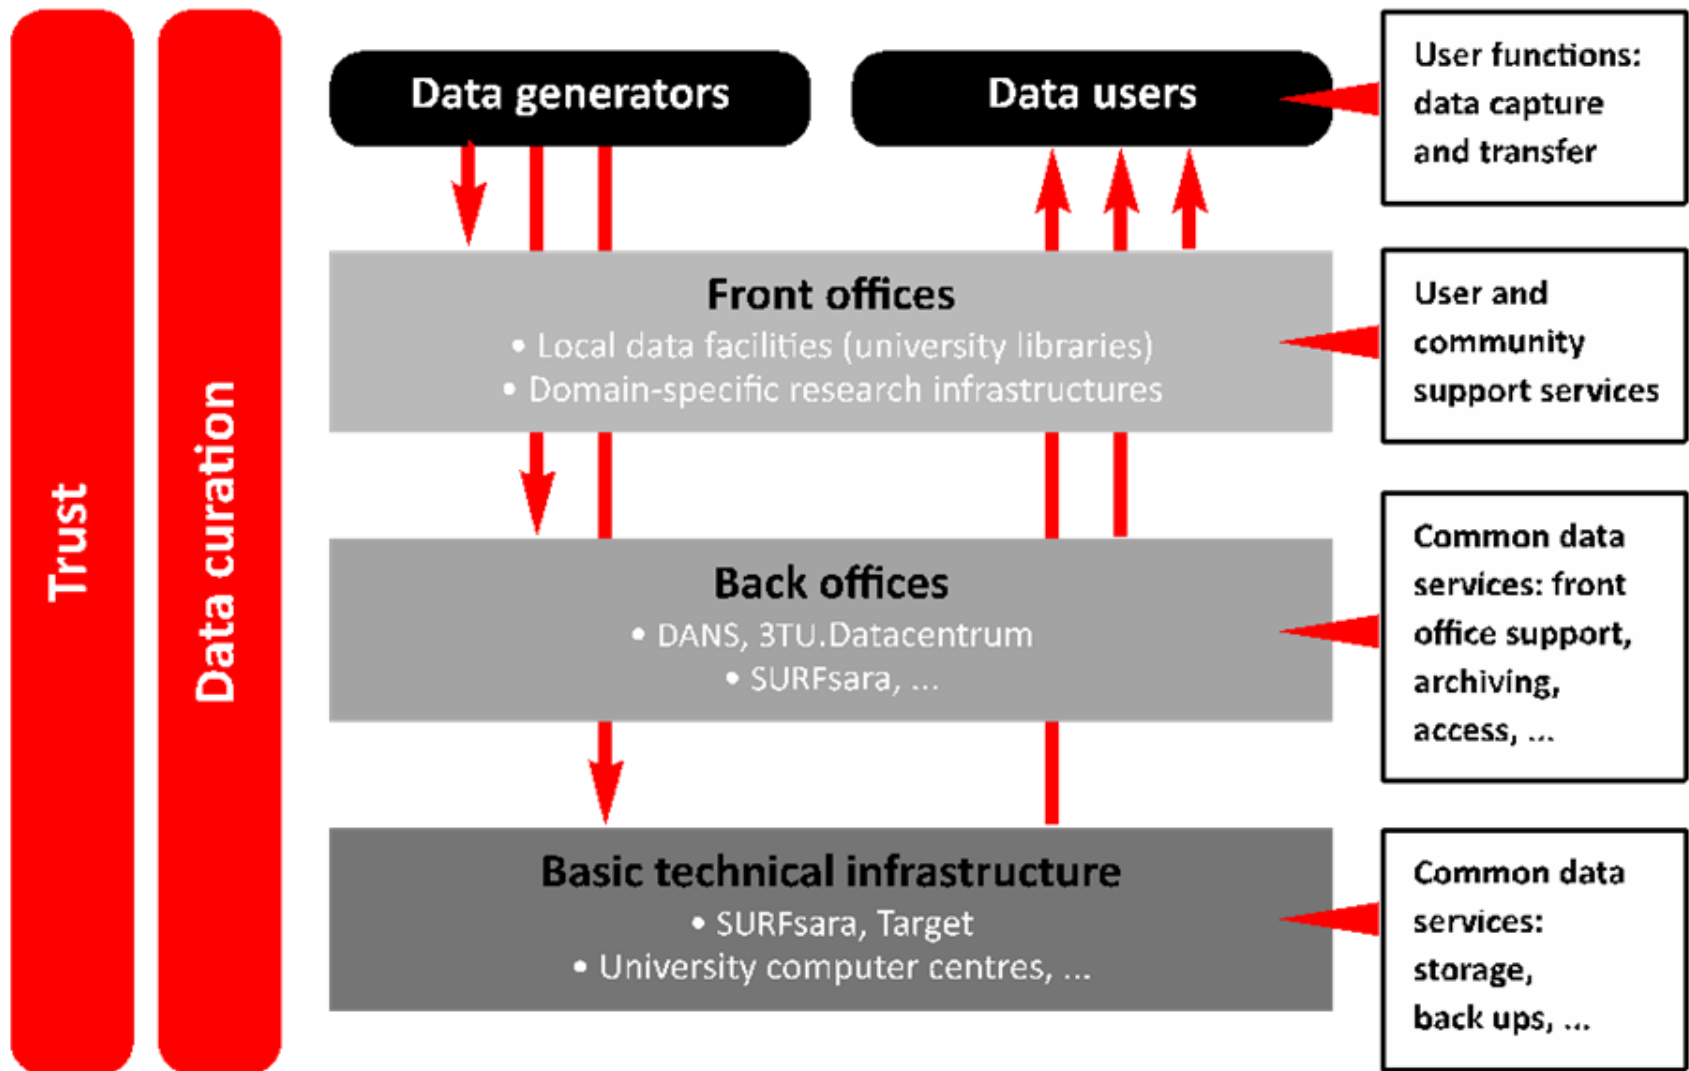 Trust
Data curation
Data generators
Data users
User functions:
data capture
and transfer
Front offices
• Local data facilities (university libraries)
• Domain-specific research infrastructures
User and
community
support services
Back offices
• DANS, 3TU.Datacentrum
• SURFsara, ...
Common data
services: front
office support,
archiving,
access, ...
Basic technical infrastructure
• SURFsara, Target
• University computer centres, ...
Common data
services:
storage,
back ups, ...